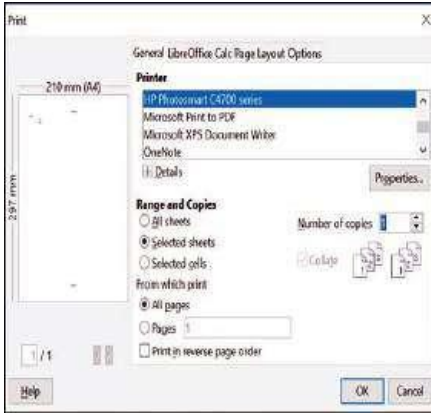 Print
X
General LibreOffice Calc Page Layout Options
210 mm (A4)
297 mm
Printer
HP Photosmart C4700 series
Microsoft Print to PDF
Microsoft XPS Document Writer
OneNote
Details
Properties...
Range and Copies
All sheets
Number of copies 1
Selected sheets
Selected cells
Collate
From which print
All pages
Pages 1
Print in reverse page order
1 / 1
Help
OK
Cancel